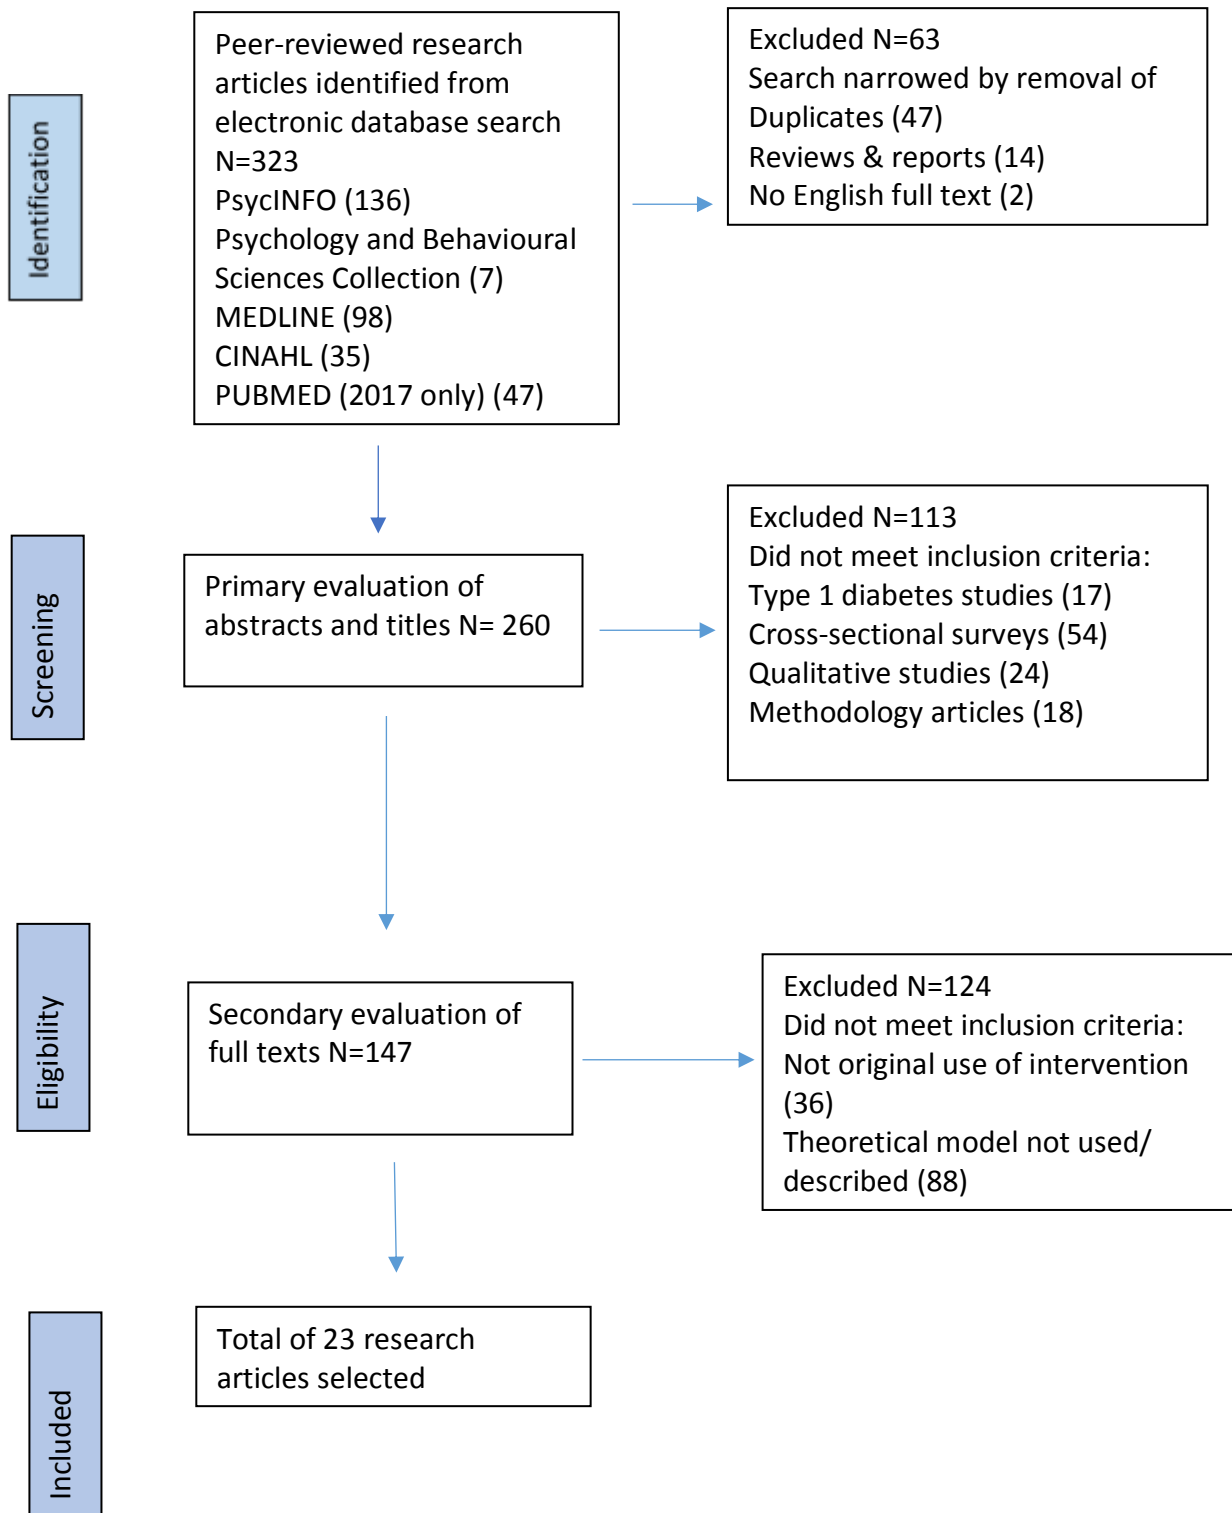 Identification
Peer-reviewed research
articles identified from
electronic database search
N=323
PsycINFO (136)
Psychology and Behavioural
Sciences Collection (7)
MEDLINE (98)
CINAHL (35)
PUBMED (2017 only) (47)
Excluded N=63
Search narrowed by removal of
Duplicates (47)
Reviews & reports (14)
No English full text (2)
Screening
Primary evaluation of
abstracts and titles N= 260
Excluded N=113
Did not meet inclusion criteria:
Type 1 diabetes studies (17)
Cross-sectional surveys (54)
Qualitative studies (24)
Methodology articles (18)
Eligibility
Secondary evaluation of
full texts N=147
Excluded N=124
Did not meet inclusion criteria:
Not original use of intervention
(36)
Theoretical model not used/
described (88)
Included
Total of 23 research
articles selected